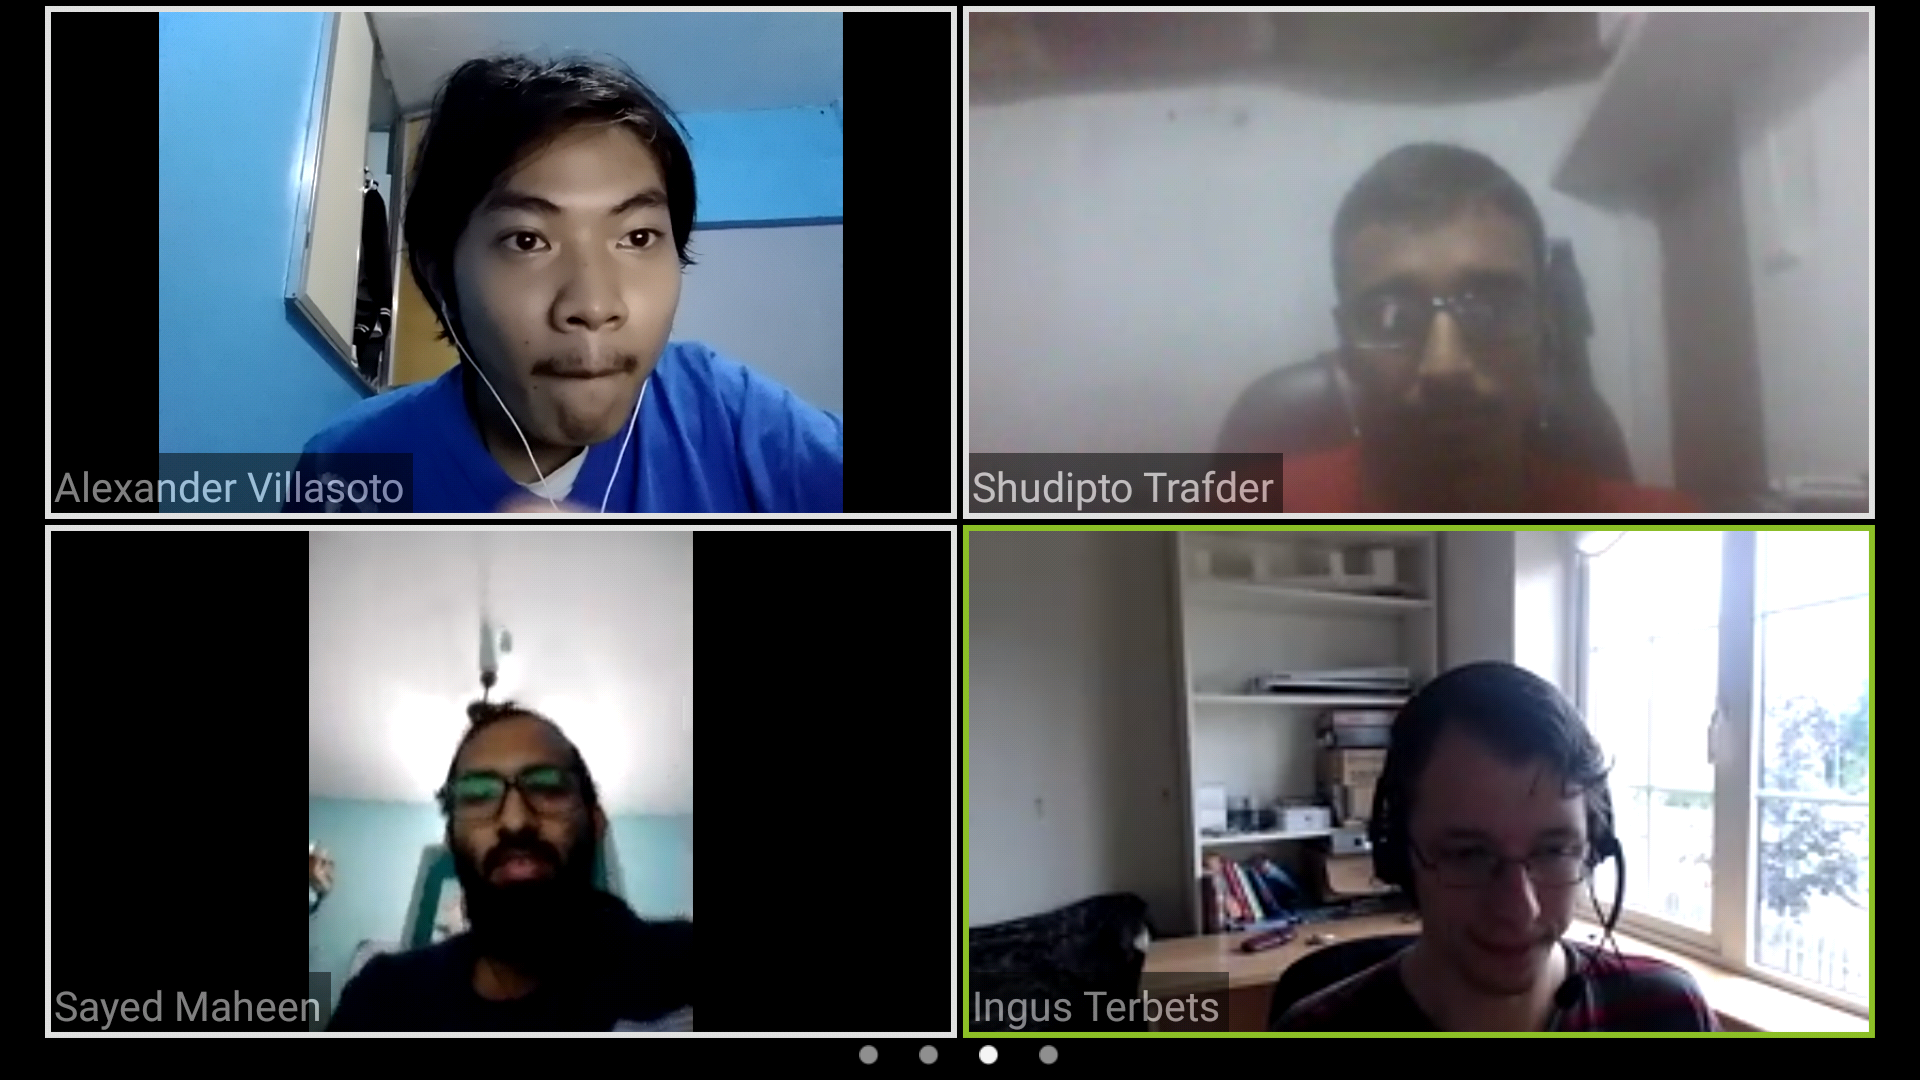 Alexander Villasoto
Shudipto Trafder
Sayed Maheen
Ingus Terbets